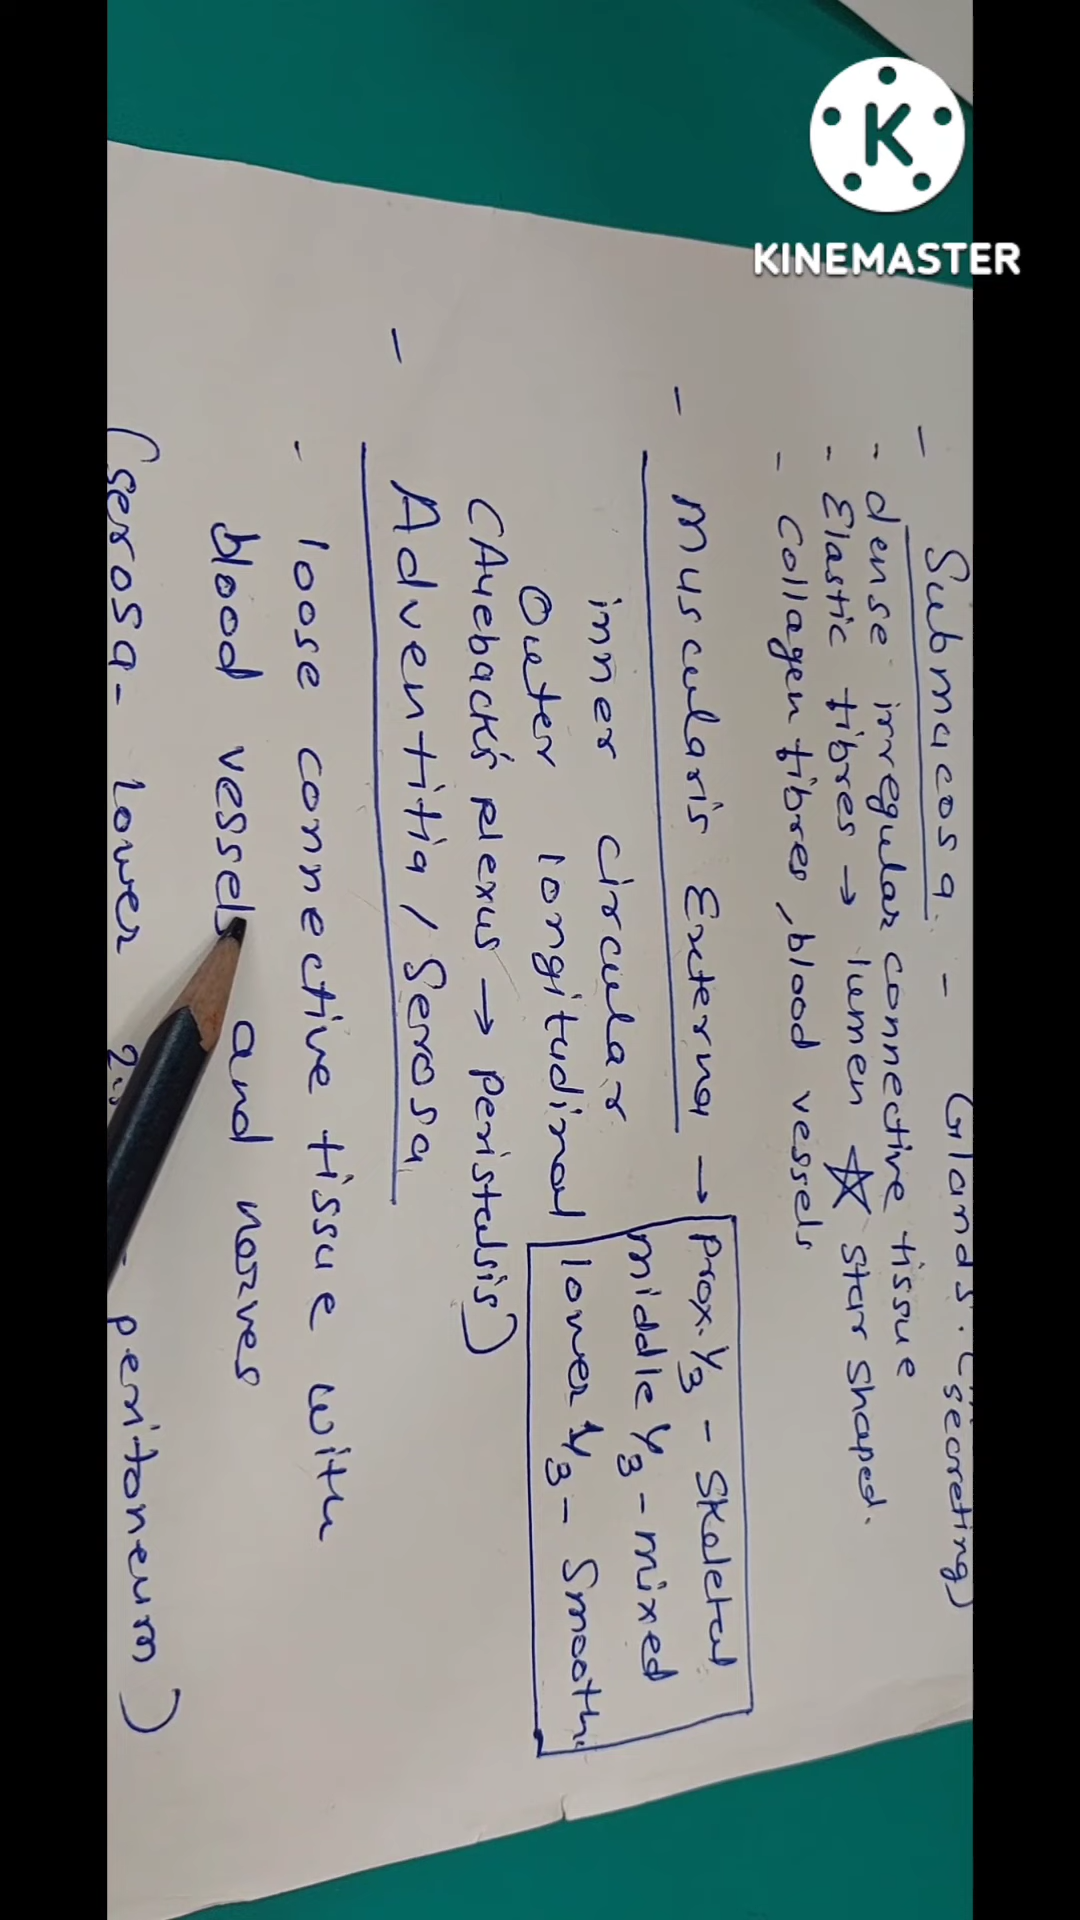 K
KINEMASTER
- Submucosa. - Glands. (
secreting)
- dense irregular connective tissue
- Elastic fibres → lumen ☆ Star shaped.
- Collagen fibres, blood vessels
- Muscularis Externa → Prox. 1/3 - Skeletal
middle 1/3 - mixed
lower 1/3 - Smooth
inner circular
Outer longitudinal
(Auebacks plexus → peristalsis)
- Adventitia / Serosa
- loose connective tissue with
blood vessels and nerves
(Serosa - lower peritoneum)